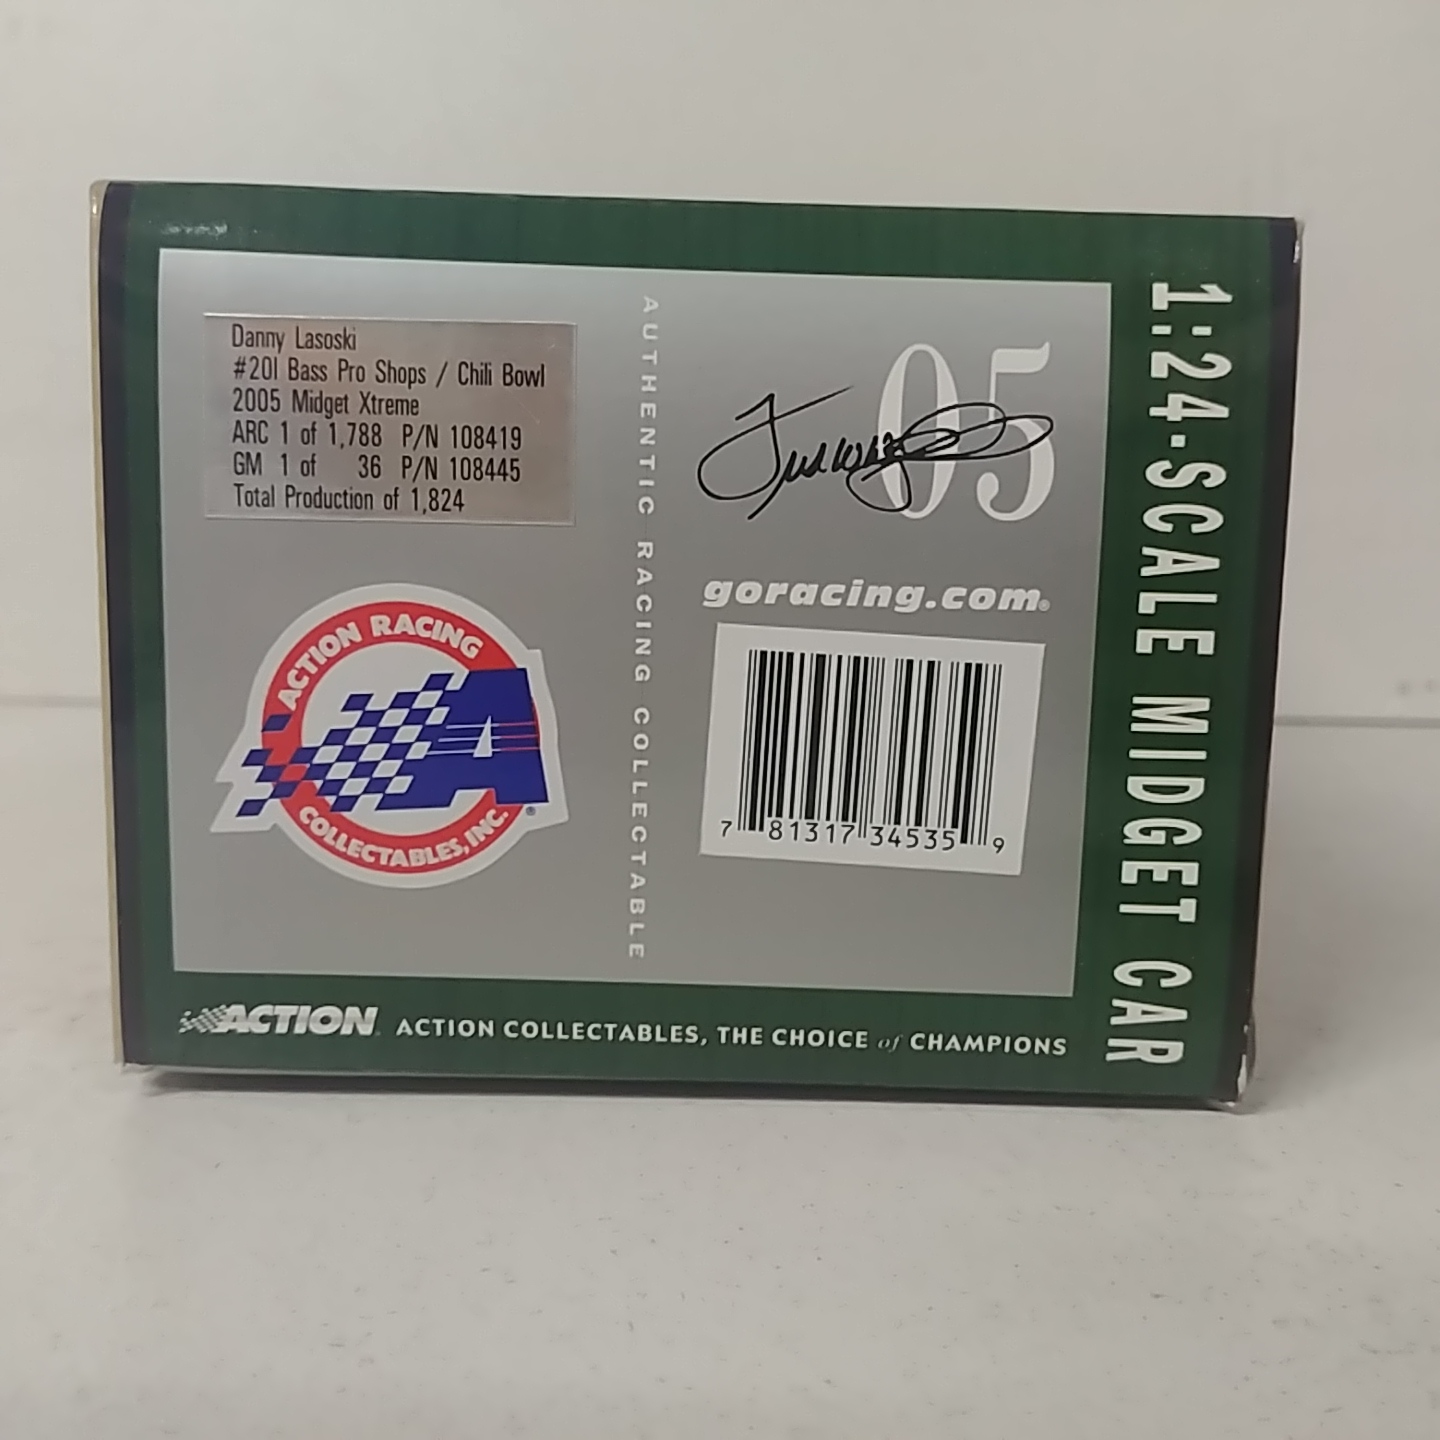 Danny Lasoski
#20I Bass Pro Shops / Chili Bowl
2005 Midget Xtreme
ARC 1 of 1,788 P/N 108419
GM 1 of 36 P/N 108445
Total Production of 1,824
ACTION RACING
COLLECTABLES, INC.
®
AUTHENTIC RACING COLLECTABLE
05
goracing.com®
7 81317 34535 9
1:24-SCALE MIDGET CAR
ACTION
ACTION COLLECTABLES, THE CHOICE of CHAMPIONS